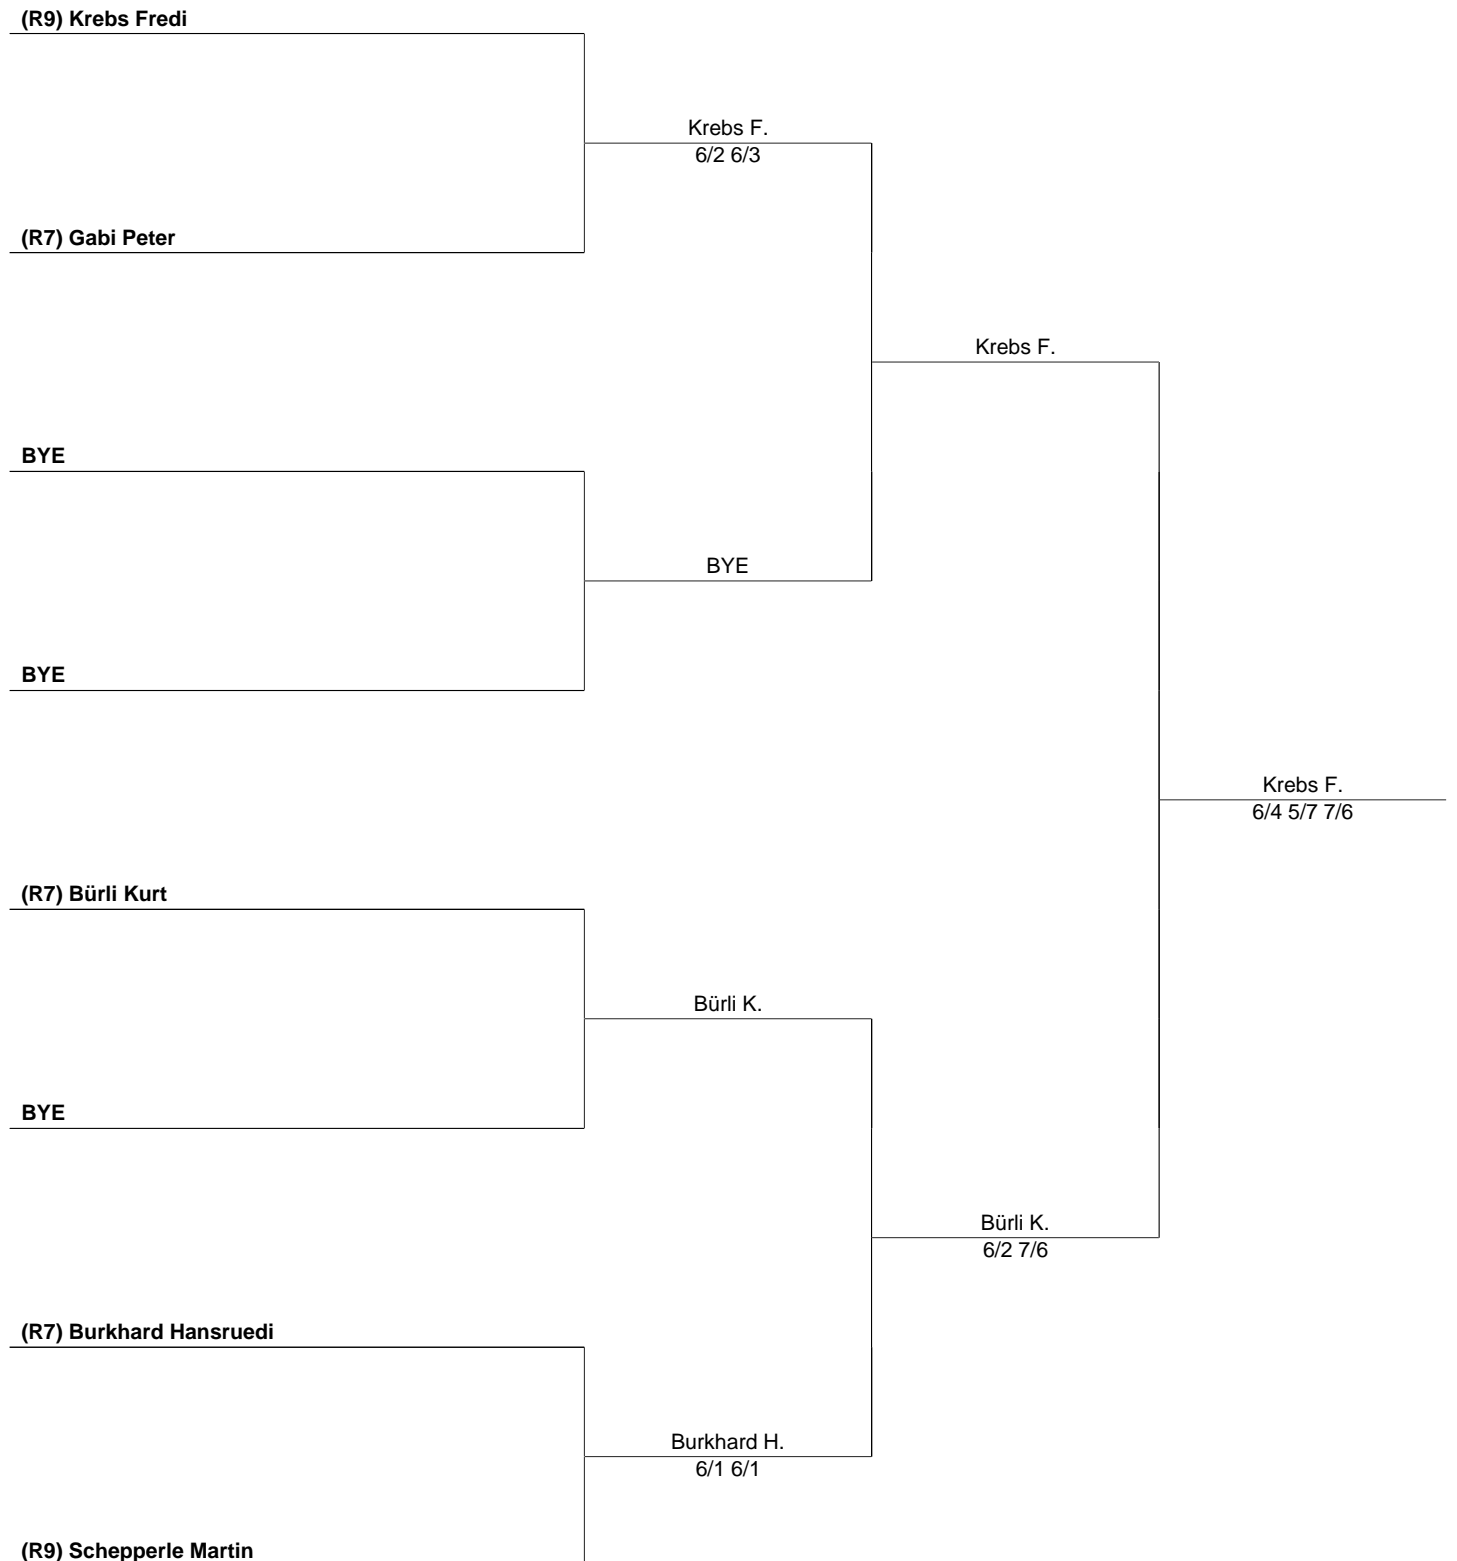 (R9) Krebs Fredi
Krebs F.
6/2 6/3
(R7) Gabi Peter
Krebs F.
BYE
BYE
BYE
Krebs F.
6/4 5/7 7/6
(R7) Bürli Kurt
Bürli K.
BYE
Bürli K.
6/2 7/6
(R7) Burkhard Hansruedi
Burkhard H.
6/1 6/1
(R9) Schepperle Martin